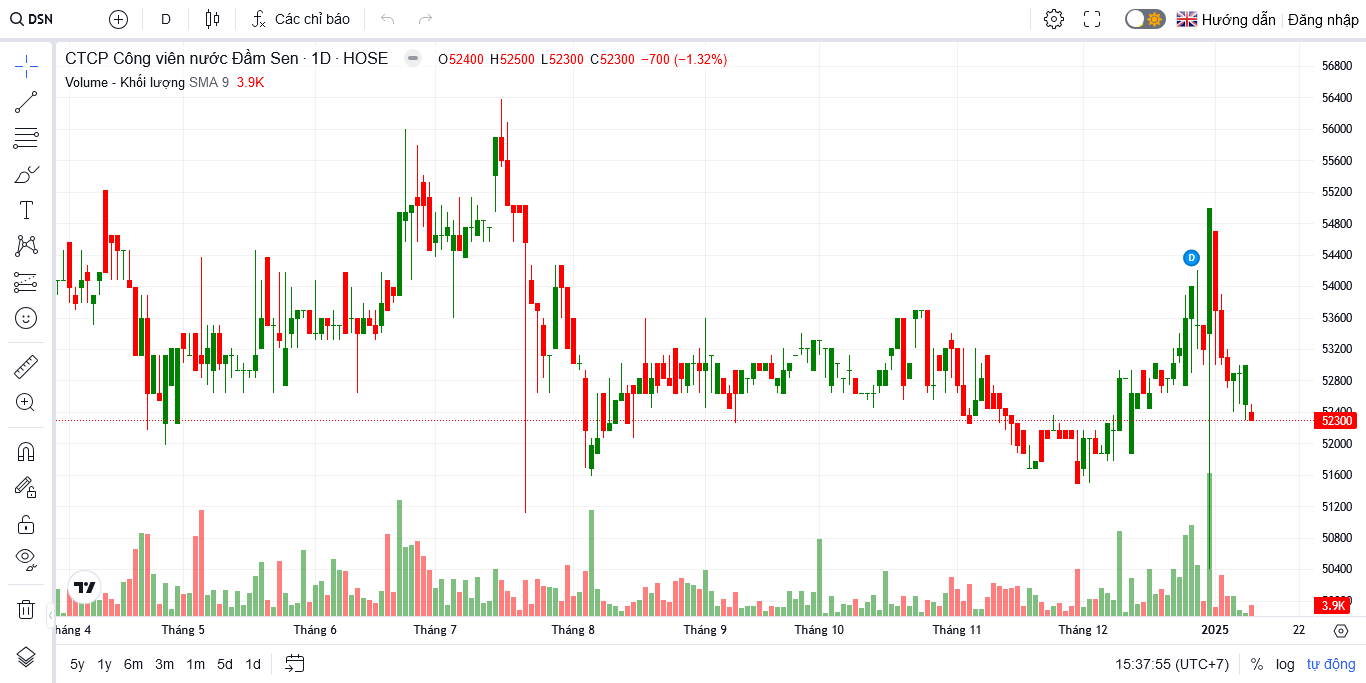 DSN D Các chỉ báo Hướng dẫn Đăng nhập
CTCP Công viên nước Đầm Sen · 1D · HOSE O52400 H52500 L52300 C52300 −700 (−1.32%)
Volume - Khối lượng SMA 9 3.9K
56800
56400
56000
55600
55200
54800
54400
D
54000
53600
53200
52800
52400
52300
52000
51600
51200
50800
50400
3.9K
háng 4 Tháng 5 Tháng 6 Tháng 7 Tháng 8 Tháng 9 Tháng 10 Tháng 11 Tháng 12 2025 22
5y 1y 6m 3m 1m 5d 1d 15:37:55 (UTC+7) % log tự động